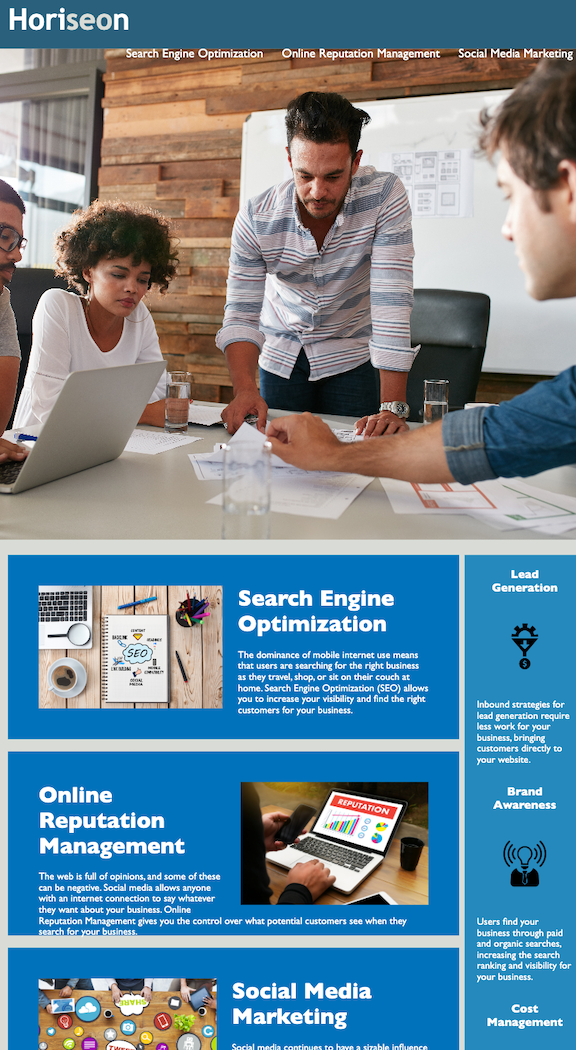 Horiseon
Search Engine Optimization
Online Reputation Management
Social Media Marketing
SEO
CONTENT
SOCIAL
MEDIA
Search Engine
Optimization
The dominance of mobile internet use means
that users are searching for the right business
as they travel, shop, or sit on their couch at
home. Search Engine Optimization (SEO) allows
you to increase your visibility and find the right
customers for your business.
Online
Reputation
Management
The web is full of opinions, and some of these
can be negative. Social media allows anyone
with an internet connection to say whatever
they want about your business. Online
Reputation Management gives you the control over what potential customers see when they
search for your business.
REPUTATION
SHARE
Social Media
Marketing
Social media continues to have a sizable influence
Lead
Generation
Inbound strategies for
lead generation require
less work for your
business, bringing
customers directly to
your website.
Brand
Awareness
Users find your
business through paid
and organic searches,
increasing the search
ranking and visibility for
your business.
Cost
Management